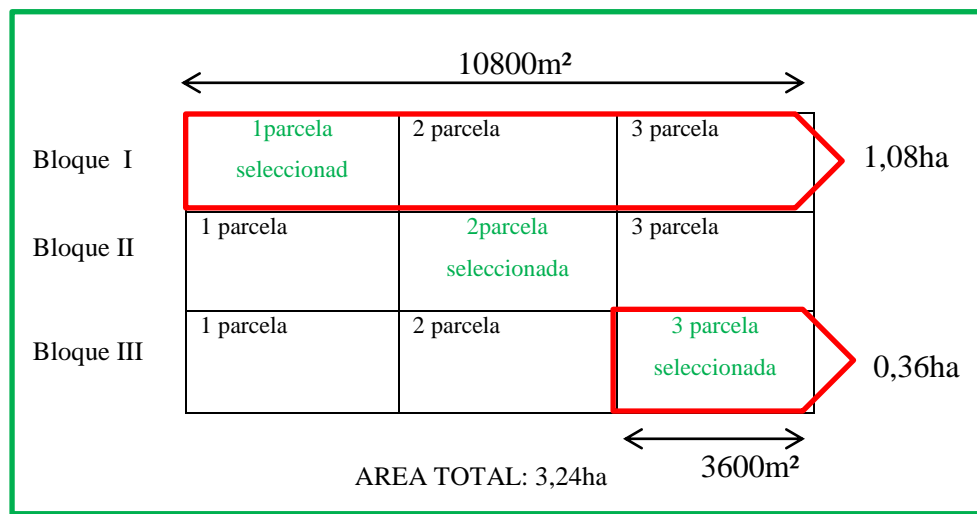 10800m²
1parcela
seleccionad
2 parcela
3 parcela
Bloque I
1,08ha
1 parcela
2parcela
seleccionada
3 parcela
Bloque II
1 parcela
2 parcela
3 parcela
seleccionada
Bloque III
0,36ha
3600m²
AREA TOTAL: 3,24ha